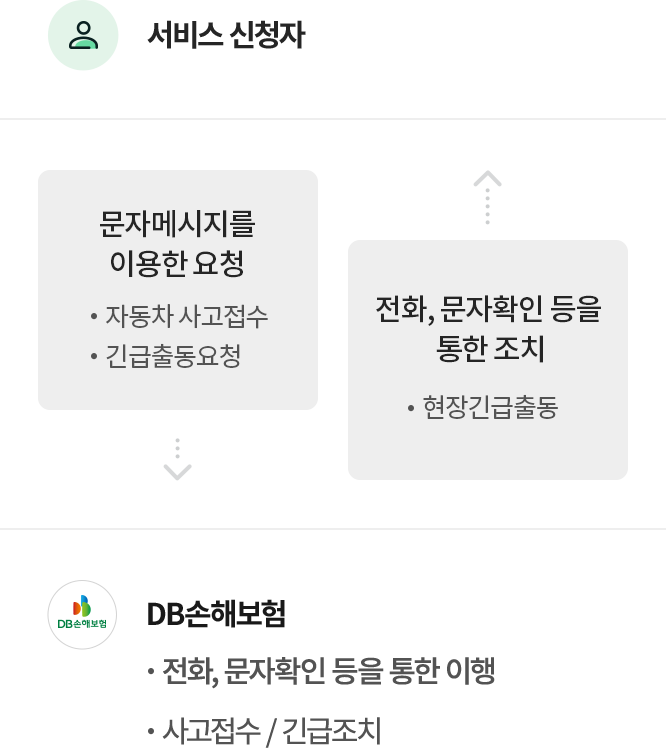 서비스 신청자
문자메시지를
이용한 요청
• 자동차 사고접수
• 긴급출동요청
전화, 문자확인 등을
통한 조치
• 현장긴급출동
DB손해보험
DB손해보험
• 전화, 문자확인 등을 통한 이행
• 사고접수 / 긴급조치